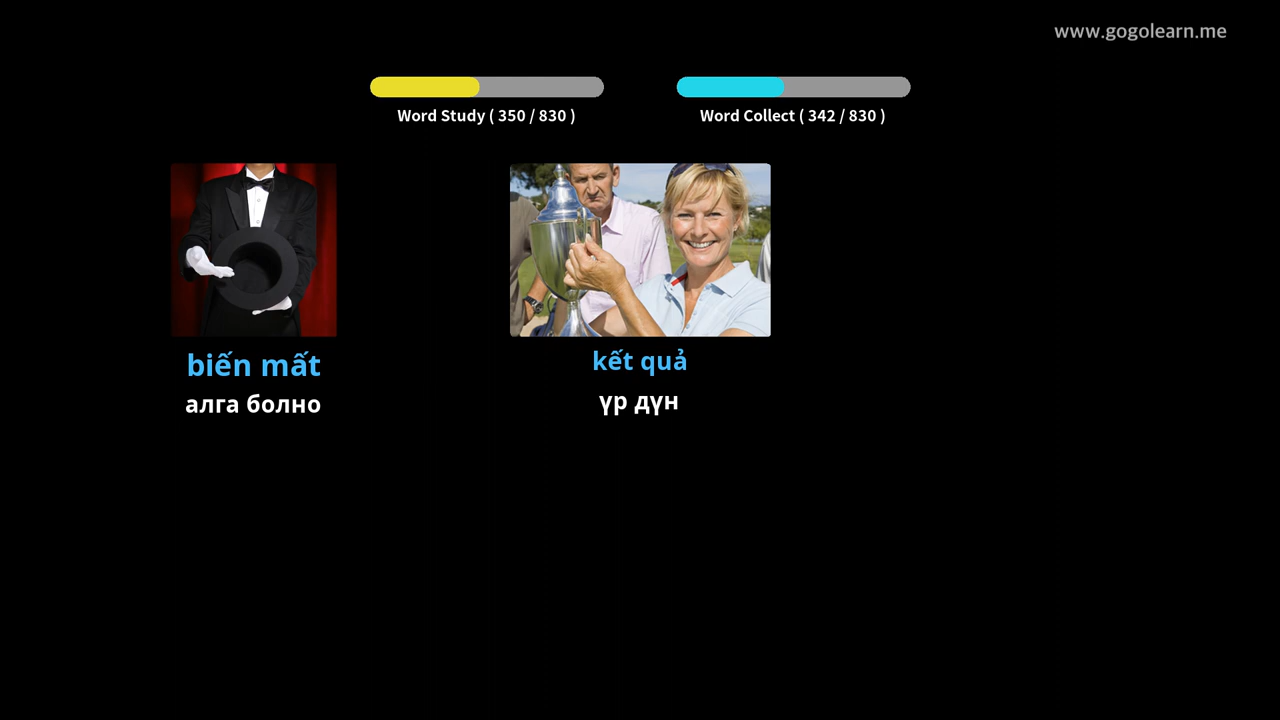 www.gogolearn.me
Word Study ( 350 / 830 )
Word Collect ( 342 / 830 )
biến mất
алга болно
kết quả
үр дүн